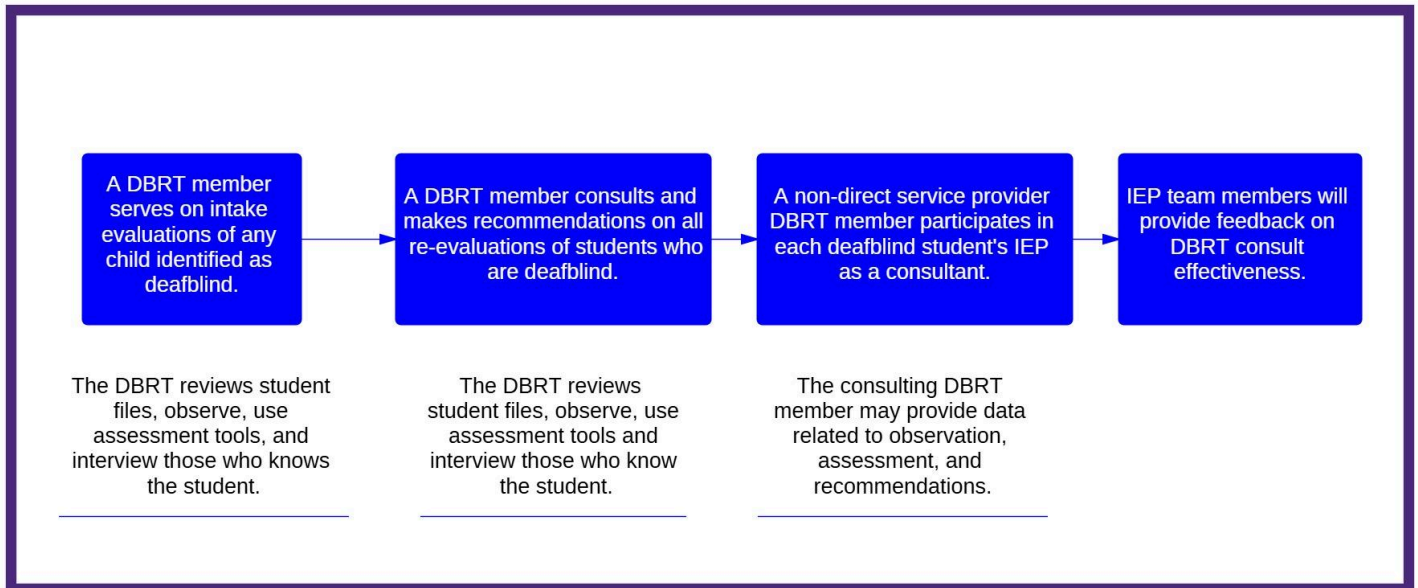 A DBRT member
serves on intake
evaluations of any
child identified as
deafblind.
A DBRT member consults and
makes recommendations on all
re-evaluations of students who
are deafblind.
A non-direct service provider
DBRT member participates in
each deafblind student's IEP
as a consultant.
IEP team members will
provide feedback on
DBRT consult
effectiveness.
The DBRT reviews student
files, observe, use
assessment tools, and
interview those who knows
the student.
The DBRT reviews
student files, observe, use
assessment tools and
interview those who know
the student.
The consulting DBRT
member may provide data
related to observation,
assessment, and
recommendations.